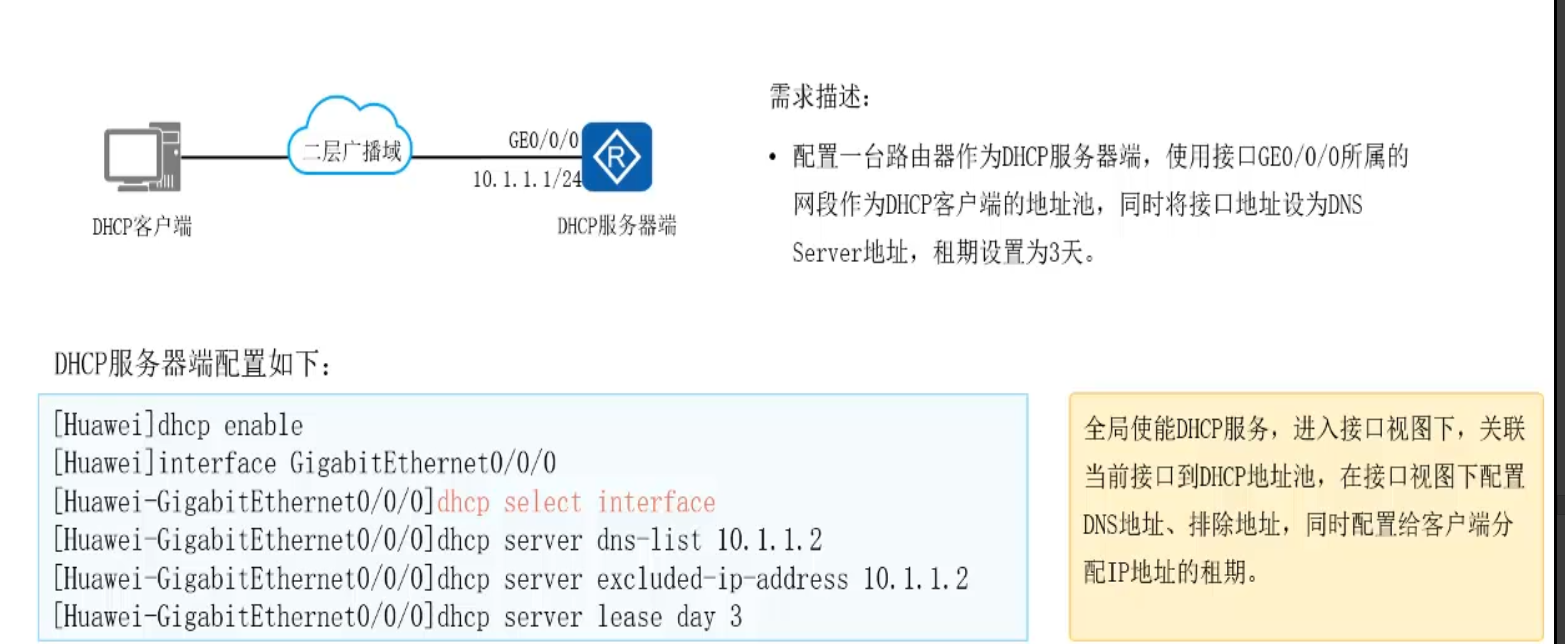 需求描述:
二层广播域
GE0/0/0
10.1.1.1/24
DHCP客户端
DHCP服务器端
• 配置一台路由器作为DHCP服务器端，使用接口GE0/0/0所属的
网段作为DHCP客户端的地址池，同时将接口地址设为DNS
Server地址，租期设置为3天。
DHCP服务器端配置如下:
[Huawei]dhcp enable
[Huawei]interface GigabitEthernet0/0/0
[Huawei-GigabitEthernet0/0/0]dhcp select interface
[Huawei-GigabitEthernet0/0/0]dhcp server dns-list 10.1.1.2
[Huawei-GigabitEthernet0/0/0]dhcp server excluded-ip-address 10.1.1.2
[Huawei-GigabitEthernet0/0/0]dhcp server lease day 3
全局使能DHCP服务，进入接口视图下，关联
当前接口到DHCP地址池，在接口视图下配置
DNS地址、排除地址，同时配置给客户端分
配IP地址的租期。
R